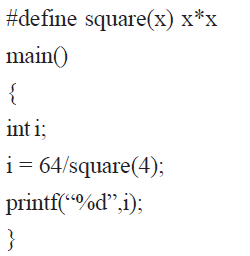 #define square(x) x*x
main()
{
int i;
i = 64/square(4);
printf(“%d”,i);
}